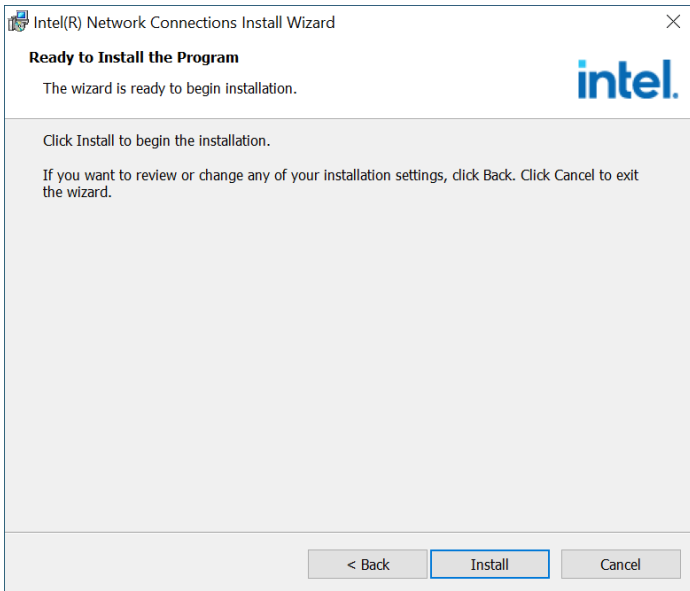 Intel(R) Network Connections Install Wizard
Ready to Install the Program
The wizard is ready to begin installation.
intel.
Click Install to begin the installation.
If you want to review or change any of your installation settings, click Back. Click Cancel to exit
the wizard.
< Back
Install
Cancel